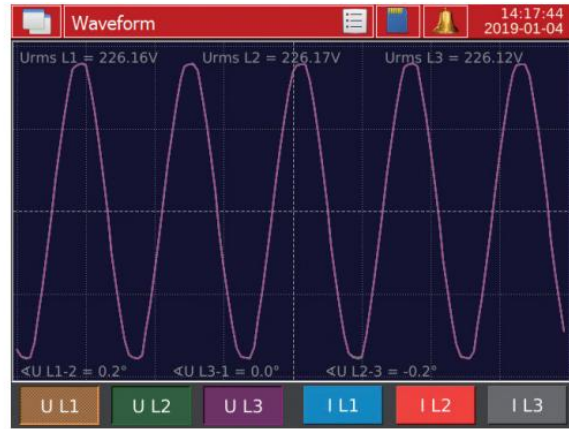 Waveform
14:17:44
2019-01-04
Urms L1 = 226.16V Urms L2 = 226.17V Urms L3 = 226.12V
∢U L1-2 = 0.2° ∢U L3-1 = 0.0° ∢U L2-3 = -0.2°
U L1 U L2 U L3 I L1 I L2 I L3